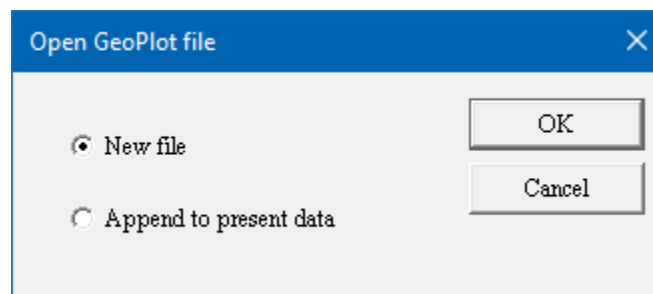 Open GeoPlot file
New file
Append to present data
OK
Cancel